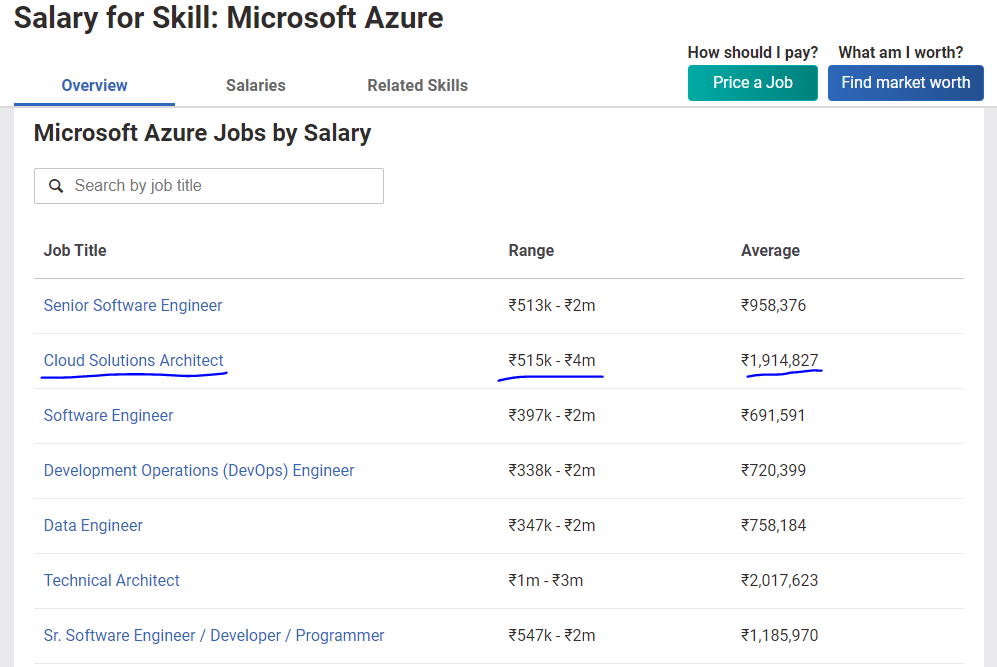 Salary for Skill: Microsoft Azure
How should I pay? What am I worth?
Overview Salaries Related Skills Price a Job Find market worth
Microsoft Azure Jobs by Salary
Search by job title
Job Title Range Average
Senior Software Engineer ₹513k - ₹2m ₹958,376
Cloud Solutions Architect ₹515k - ₹4m ₹1,914,827
Software Engineer ₹397k - ₹2m ₹691,591
Development Operations (DevOps) Engineer ₹338k - ₹2m ₹720,399
Data Engineer ₹347k - ₹2m ₹758,184
Technical Architect ₹1m - ₹3m ₹2,017,623
Sr. Software Engineer / Developer / Programmer ₹547k - ₹2m ₹1,185,970